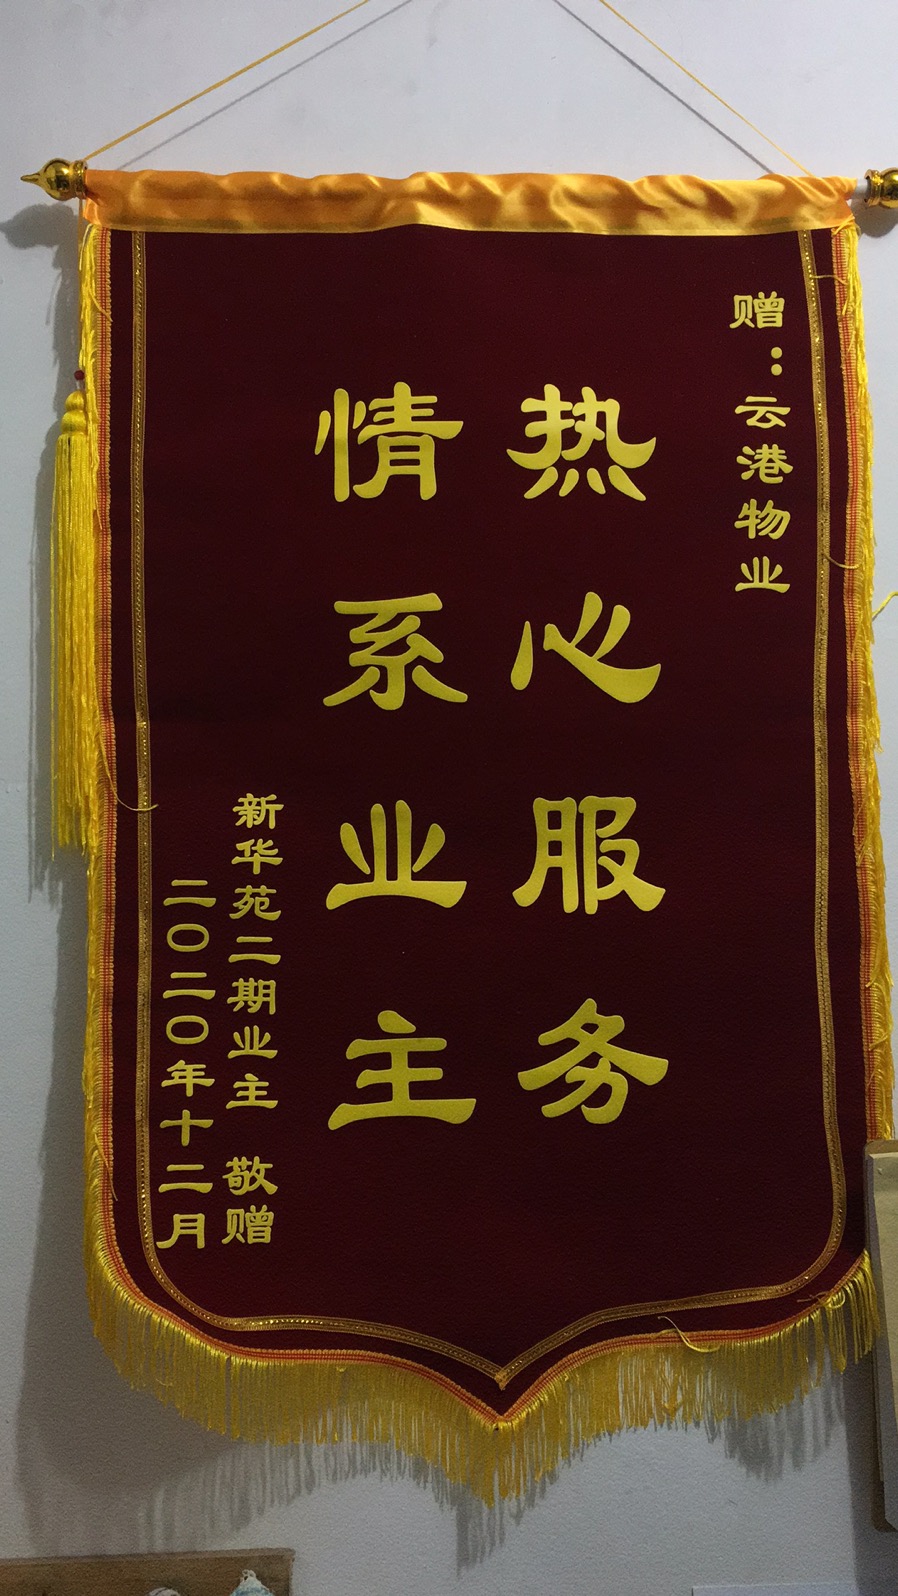 赠：云港物业
热心服务
情系业主
新华苑二期业主 敬赠
二〇二〇年十二月